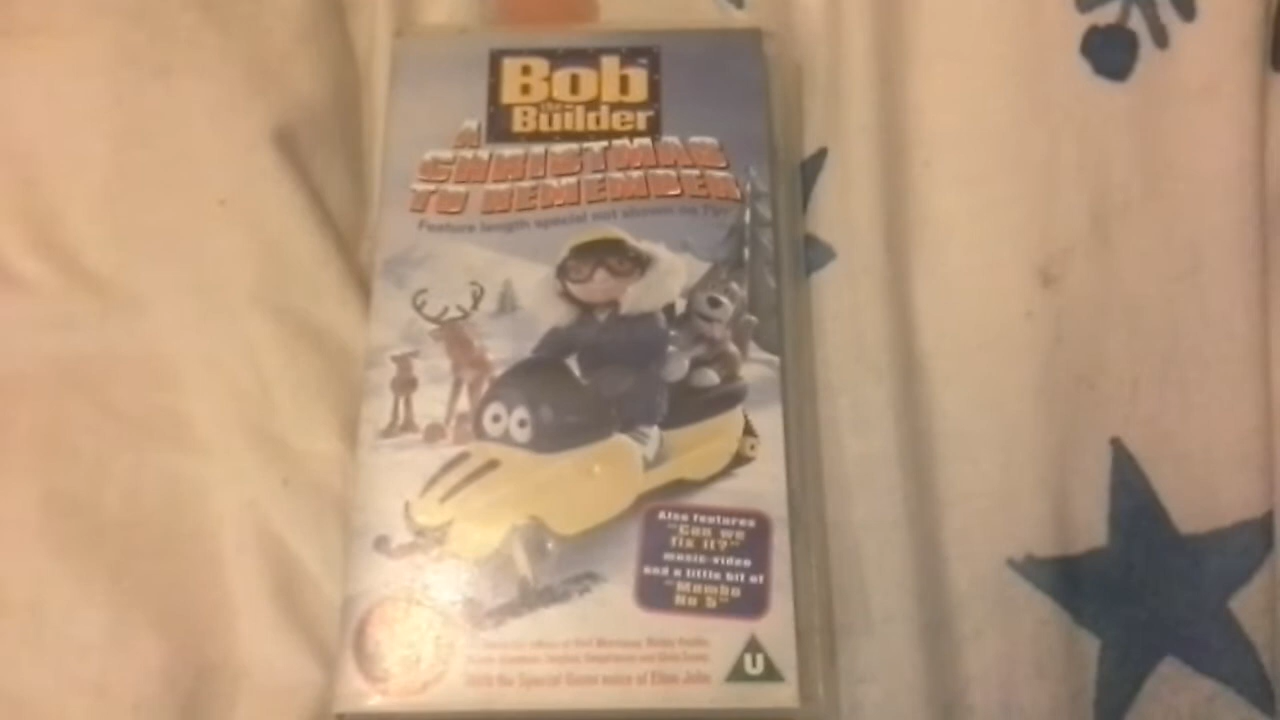 Bob
the
Builder
A
CHRISTMAS
TO REMEMBER
Feature length special not shown on TV!
Also features
"Can we
fix it?"
music-video
and a little bit of
"Mambo
No 5"
With the Special Guest voice of Elton John
U